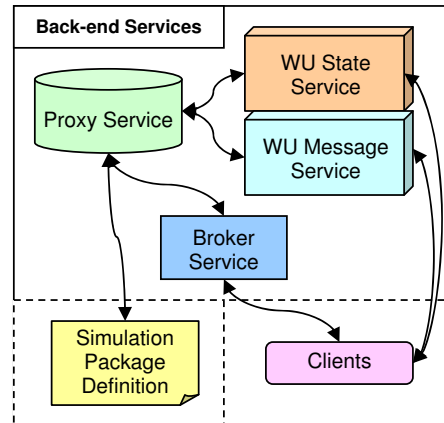 Back-end Services
WU State
Service
Proxy Service
WU Message
Service
Broker
Service
Simulation
Package
Definition
Clients